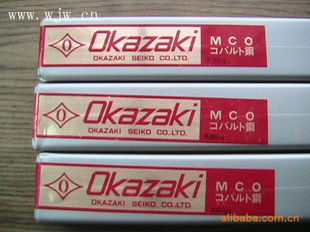 www.wjw.cn
Okazaki
OKAZAKI SEIKO CO.,LTD.
MCO
コバルト鋼
Okazaki
OKAZAKI SEIKO CO.,LTD.
MCO
コバルト鋼
Okazaki
OKAZAKI SEIKO CO.,LTD.
MCO
コバルト鋼
alibaba.com.cn